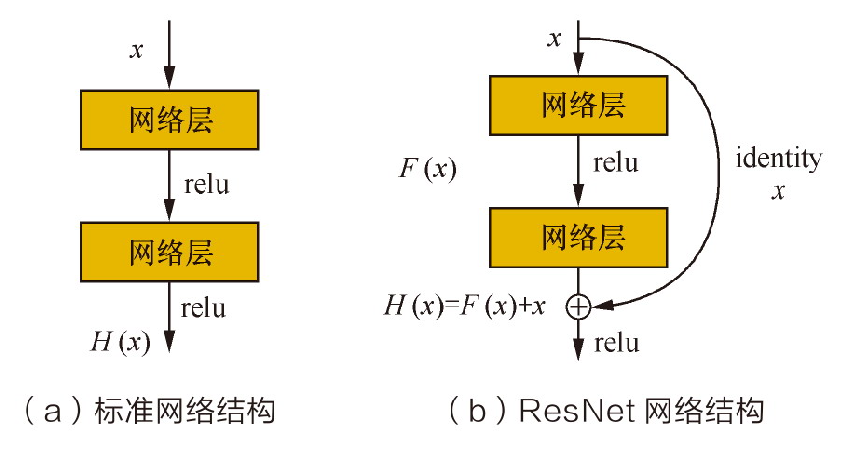 x
网络层
relu
网络层
relu
H (x)
（a）标准网络结构
x
网络层
F (x)
relu
identity
x
网络层
H (x)=F (x)+x
relu
（b）ResNet 网络结构